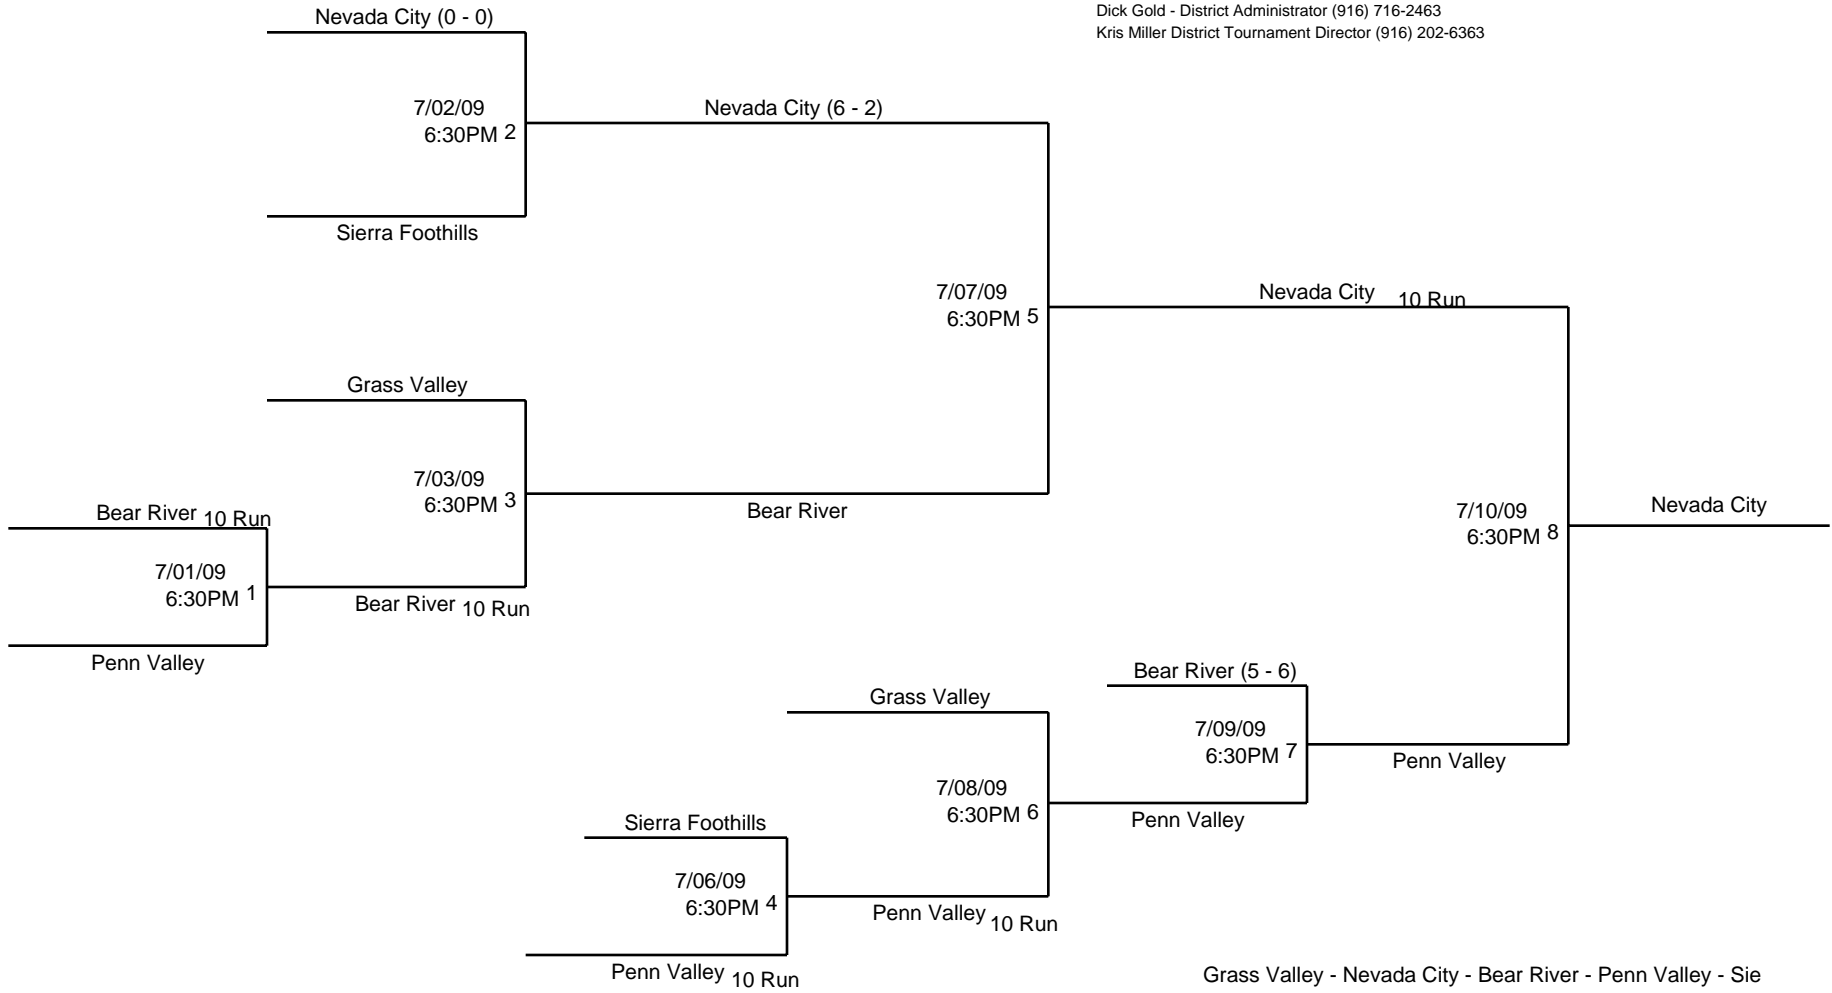 Dick Gold - District Administrator (916) 716-2463
Kris Miller District Tournament Director (916) 202-6363
Nevada City (0 - 0)
7/02/09
6:30PM 2
Sierra Foothills
Nevada City (6 - 2)
Grass Valley
7/03/09
6:30PM 3
Bear River 10 Run
7/01/09
6:30PM 1
Penn Valley
Bear River 10 Run
Bear River
7/07/09
6:30PM 5
Nevada City 10 Run
7/10/09
6:30PM 8
Nevada City
Bear River (5 - 6)
7/09/09
6:30PM 7
Penn Valley
Grass Valley
7/08/09
6:30PM 6
Penn Valley
Sierra Foothills
7/06/09
6:30PM 4
Penn Valley 10 Run
Penn Valley 10 Run
Grass Valley - Nevada City - Bear River - Penn Valley - Sie